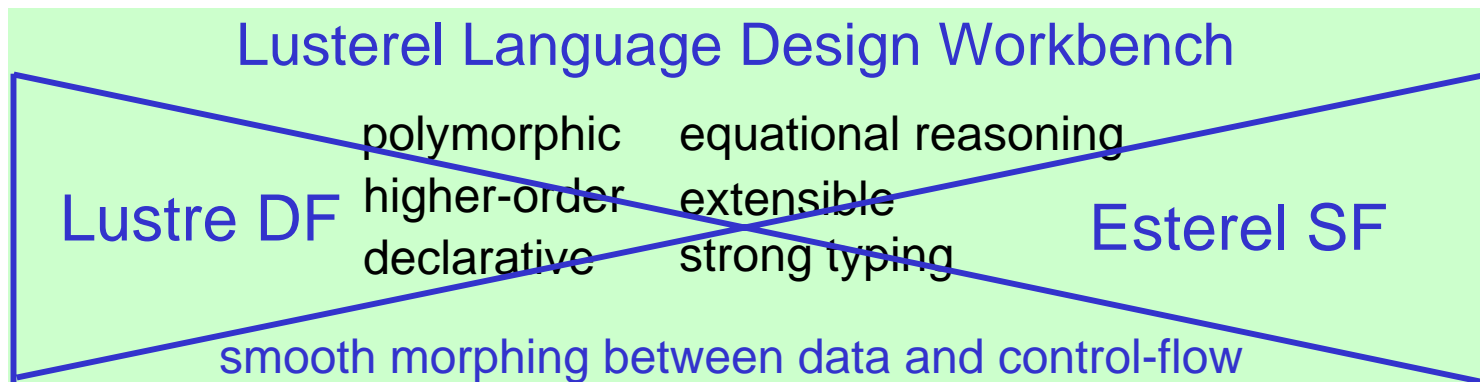 Lusterel Language Design Workbench
polymorphic equational reasoning
higher-order extensible
declarative strong typing
Lustre DF
Esterel SF
smooth morphing between data and control-flow